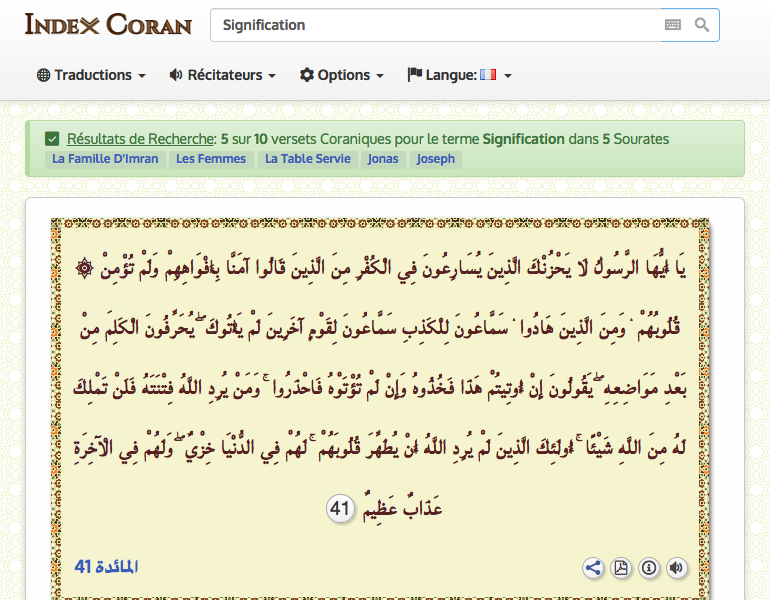 Index Coran
Signification
Traductions
Récitateurs
Options
Langue:
Résultats de Recherche: 5 sur 10 versets Coraniques pour le terme Signification dans 5 Sourates
La Famille D'Imran Les Femmes La Table Servie Jonas Joseph
يَا أَيُّهَا الرَّسُولُ لَا يَحْزُنْكَ الَّذِينَ يُسَارِعُونَ فِي الْكُفْرِ مِنَ الَّذِينَ قَالُوا آمَنَّا بِأَفْوَاهِهِمْ وَلَمْ تُؤْمِنْ ۞
قُلُوبُهُمْ ۛ وَمِنَ الَّذِينَ هَادُوا ۛ سَمَّاعُونَ لِلْكَذِبِ سَمَّاعُونَ لِقَوْمٍ آخَرِينَ لَمْ يَأْتُوكَ ۖ يُحَرِّفُونَ الْكَلِمَ مِنْ
بَعْدِ مَوَاضِعِهِ ۖ يَقُولُونَ إِنْ أُوتِيتُمْ هَٰذَا فَخُذُوهُ وَإِنْ لَمْ تُؤْتَوْهُ فَاحْذَرُوا ۚ وَمَنْ يُرِدِ اللَّهُ فِتْنَتَهُ فَلَنْ تَمْلِكَ
لَهُ مِنَ اللَّهِ شَيْئًا ۚ أُولَٰئِكَ الَّذِينَ لَمْ يُرِدِ اللَّهُ أَنْ يُطَهِّرَ قُلُوبَهُمْ ۚ لَهُمْ فِي الدُّنْيَا خِزْيٌ ۖ وَلَهُمْ فِي الْآخِرَةِ
عَذَابٌ عَظِيمٌ 41
المائدة 41